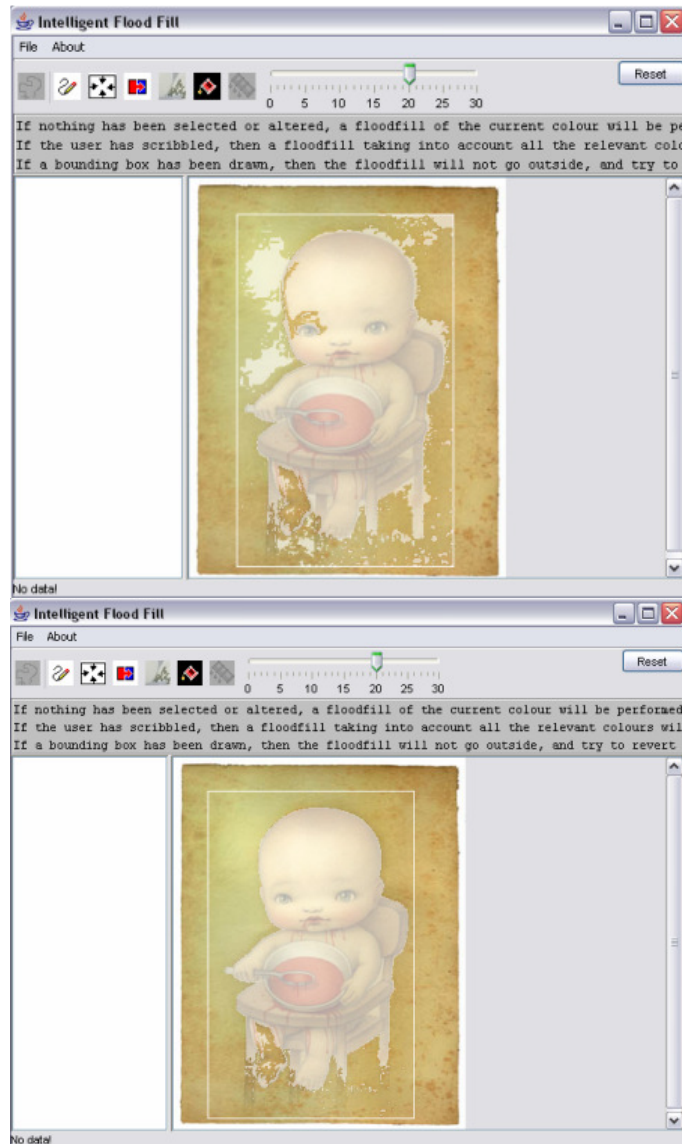 Intelligent Flood Fill
File About
Reset
0 5 10 15 20 25 30
If nothing has been selected or altered, a floodfill of the current colour will be pe
If the user has scribbled, then a floodfill taking into account all the relevant colo
If a bounding box has been drawn, then the floodfill will not go outside, and try to
No data!
Intelligent Flood Fill
File About
Reset
0 5 10 15 20 25 30
If nothing has been selected or altered, a floodfill of the current colour will be performed
If the user has scribbled, then a floodfill taking into account all the relevant colours wil
If a bounding box has been drawn, then the floodfill will not go outside, and try to revert
No data!